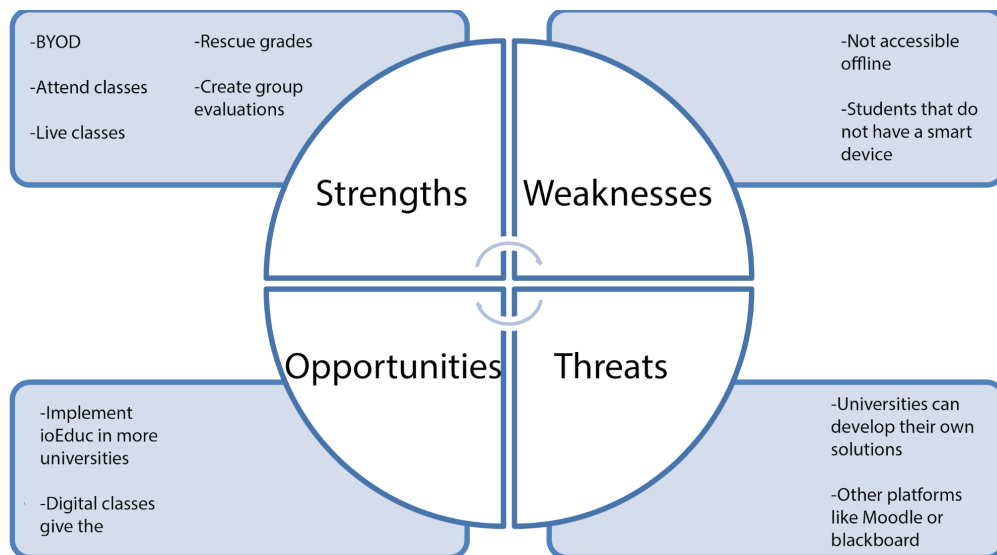 -BYOD
-Attend classes
-Live classes
-Rescue grades
-Create group
evaluations
-Not accessible
offline
-Students that do
not have a smart
device
Strengths
Weaknesses
Opportunities
Threats
-Implement
ioEduc in more
universities
-Digital classes
give the
-Universities can
develop their own
solutions
-Other platforms
like Moodle or
blackboard